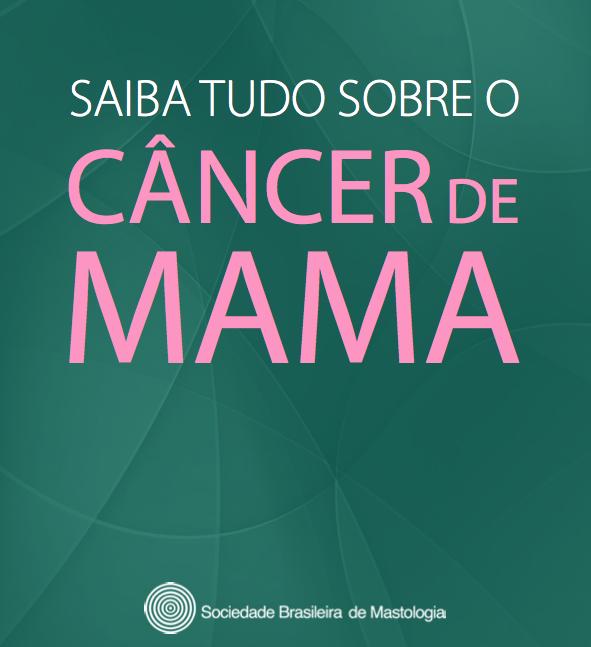 SAIBA TUDO SOBRE O
CÂNCER DE
MAMA
Sociedade Brasileira de Mastologia